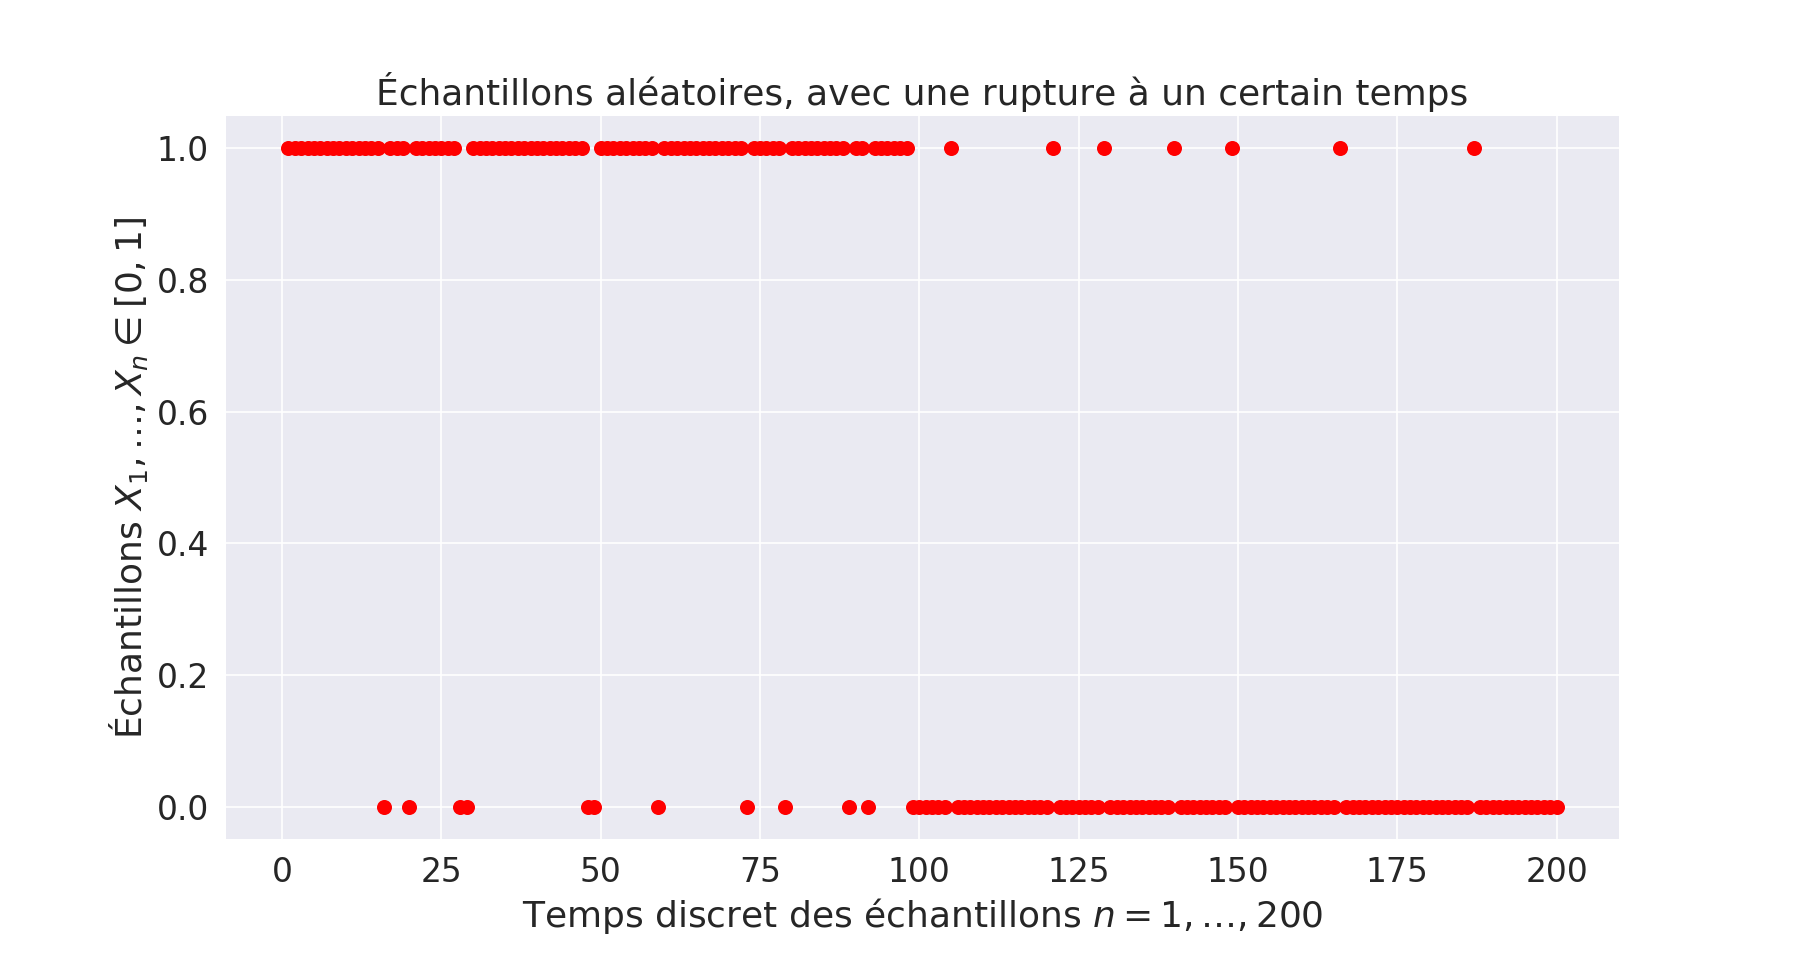 Échantillons aléatoires, avec une rupture à un certain temps
Échantillons X₁, …, Xₙ ∈ [0, 1]
1.0
0.8
0.6
0.4
0.2
0.0
0 25 50 75 100 125 150 175 200
Temps discret des échantillons n = 1, …, 200